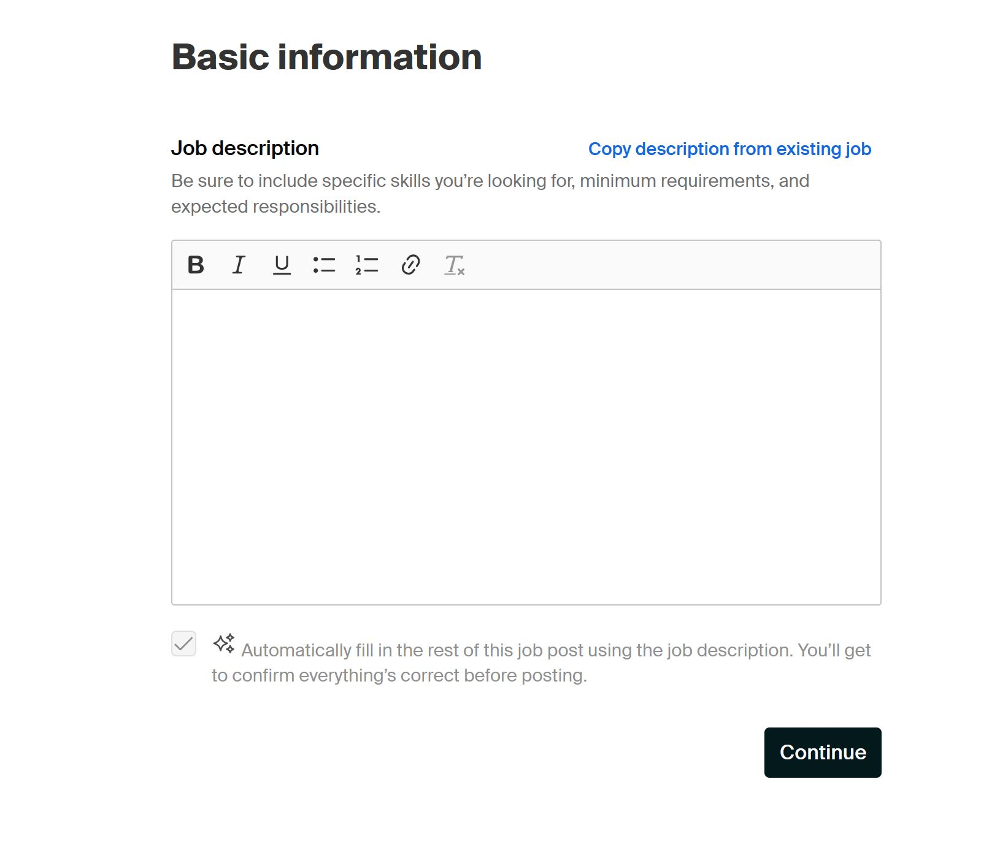 Basic information
Job description
Copy description from existing job
Be sure to include specific skills you’re looking for, minimum requirements, and
expected responsibilities.
B I U 1 2 T
Automatically fill in the rest of this job post using the job description. You’ll get
to confirm everything’s correct before posting.
Continue